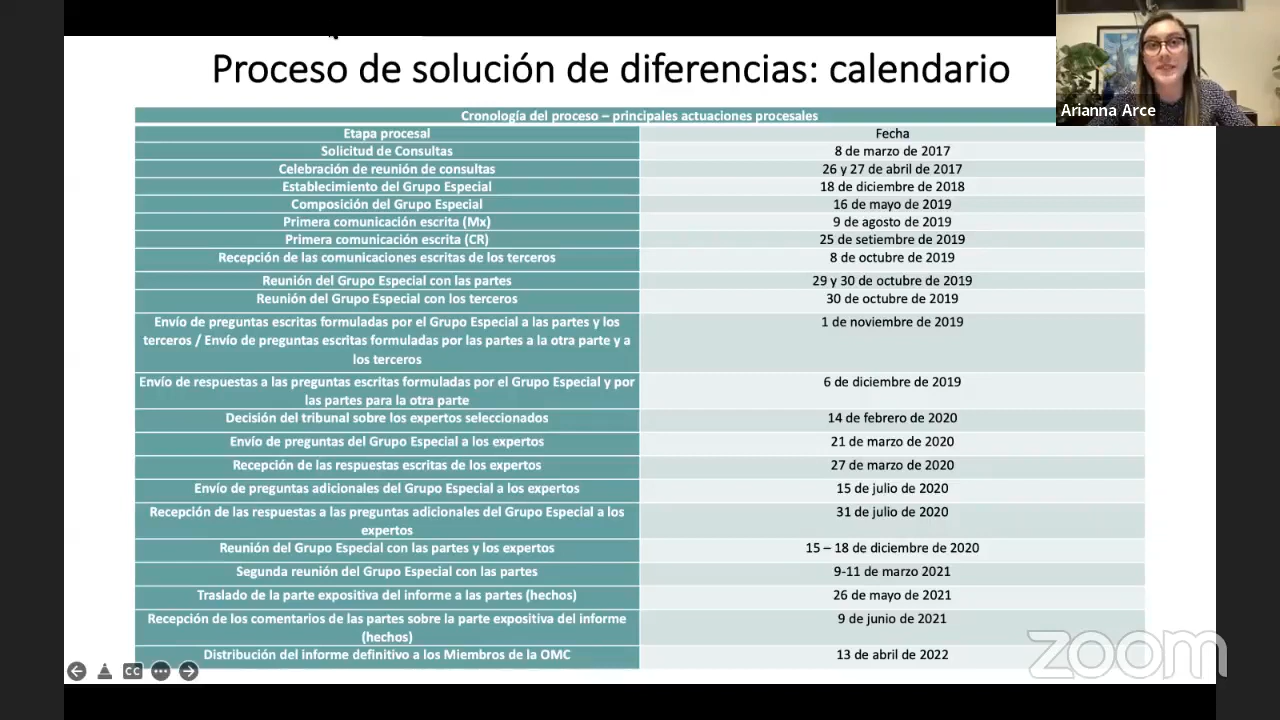 Proceso de solución de diferencias: calendario
Arianna Arce
Cronología del proceso – principales actuaciones procesales
Etapa procesal Fecha
Solicitud de Consultas 8 de marzo de 2017
Celebración de reunión de consultas 26 y 27 de abril de 2017
Establecimiento del Grupo Especial 18 de diciembre de 2018
Composición del Grupo Especial 16 de mayo de 2019
Primera comunicación escrita (Mx) 9 de agosto de 2019
Primera comunicación escrita (CR) 25 de setiembre de 2019
Recepción de las comunicaciones escritas de los terceros 8 de octubre de 2019
Reunión del Grupo Especial con las partes 29 y 30 de octubre de 2019
Reunión del Grupo Especial con los terceros 30 de octubre de 2019
Envío de preguntas escritas formuladas por el Grupo Especial a las partes y los 1 de noviembre de 2019
terceros / Envío de preguntas escritas formuladas por las partes a la otra parte y a
los terceros
Envío de respuestas a las preguntas escritas formuladas por el Grupo Especial y por 6 de diciembre de 2019
las partes para la otra parte
Decisión del tribunal sobre los expertos seleccionados 14 de febrero de 2020
Envío de preguntas del Grupo Especial a los expertos 21 de marzo de 2020
Recepción de las respuestas escritas de los expertos 27 de marzo de 2020
Envío de preguntas adicionales del Grupo Especial a los expertos 15 de julio de 2020
Recepción de las respuestas a las preguntas adicionales del Grupo Especial a los 31 de julio de 2020
expertos
Reunión del Grupo Especial con las partes y los expertos 15 – 18 de diciembre de 2020
Segunda reunión del Grupo Especial con las partes 9-11 de marzo 2021
Traslado de la parte expositiva del informe a las partes (hechos) 26 de mayo de 2021
Recepción de los comentarios de las partes sobre la parte expositiva del informe 9 de junio de 2021
(hechos)
Distribución del informe definitivo a los Miembros de la OMC 13 de abril de 2022
CC
zoom